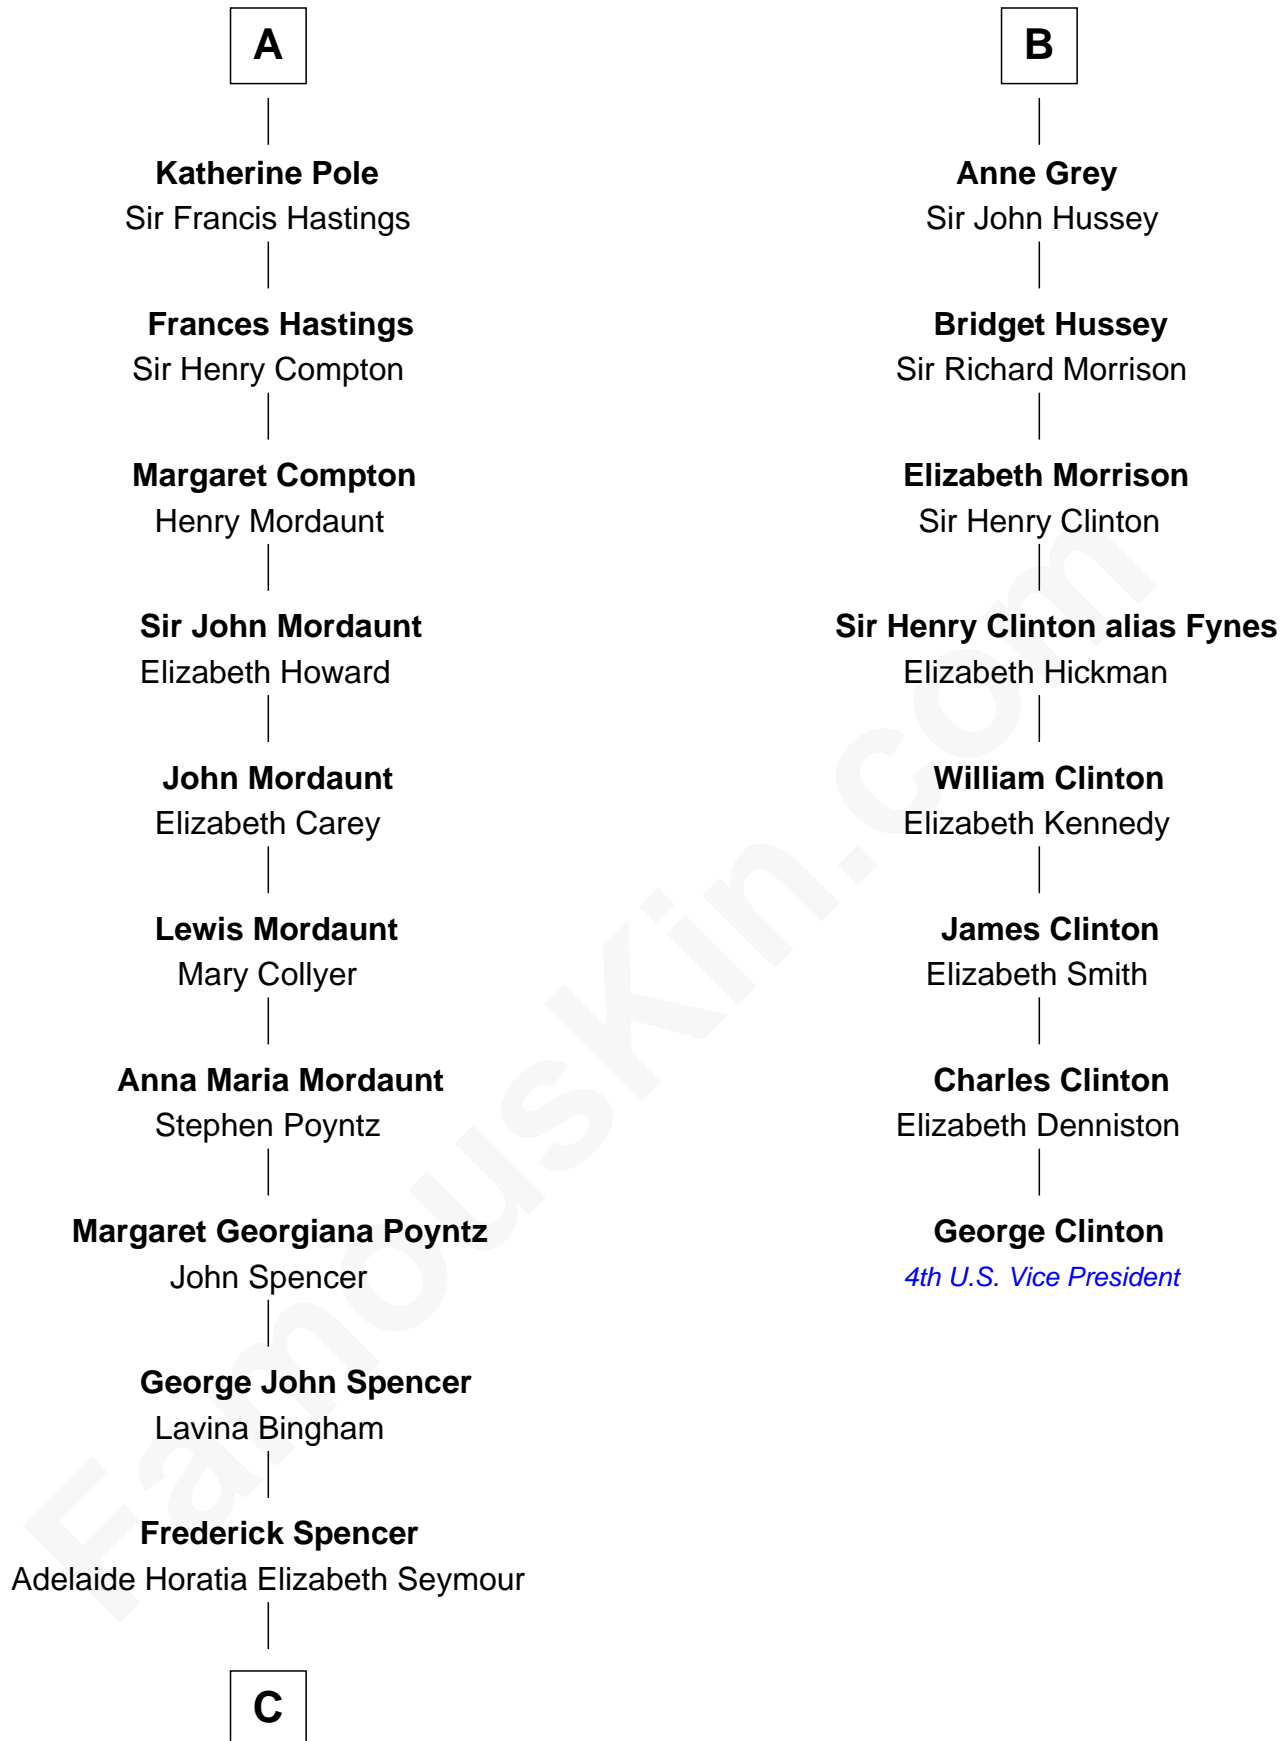 A
Katherine Pole
Sir Francis Hastings
Frances Hastings
Sir Henry Compton
Margaret Compton
Henry Mordaunt
Sir John Mordaunt
Elizabeth Howard
John Mordaunt
Elizabeth Carey
Lewis Mordaunt
Mary Collyer
Anna Maria Mordaunt
Stephen Poyntz
Margaret Georgiana Poyntz
John Spencer
George John Spencer
Lavina Bingham
Frederick Spencer
Adelaide Horatia Elizabeth Seymour
C
B
Anne Grey
Sir John Hussey
Bridget Hussey
Sir Richard Morrison
Elizabeth Morrison
Sir Henry Clinton
Sir Henry Clinton alias Fynes
Elizabeth Hickman
William Clinton
Elizabeth Kennedy
James Clinton
Elizabeth Smith
Charles Clinton
Elizabeth Denniston
George Clinton
4th U.S. Vice President
FamousKin.com